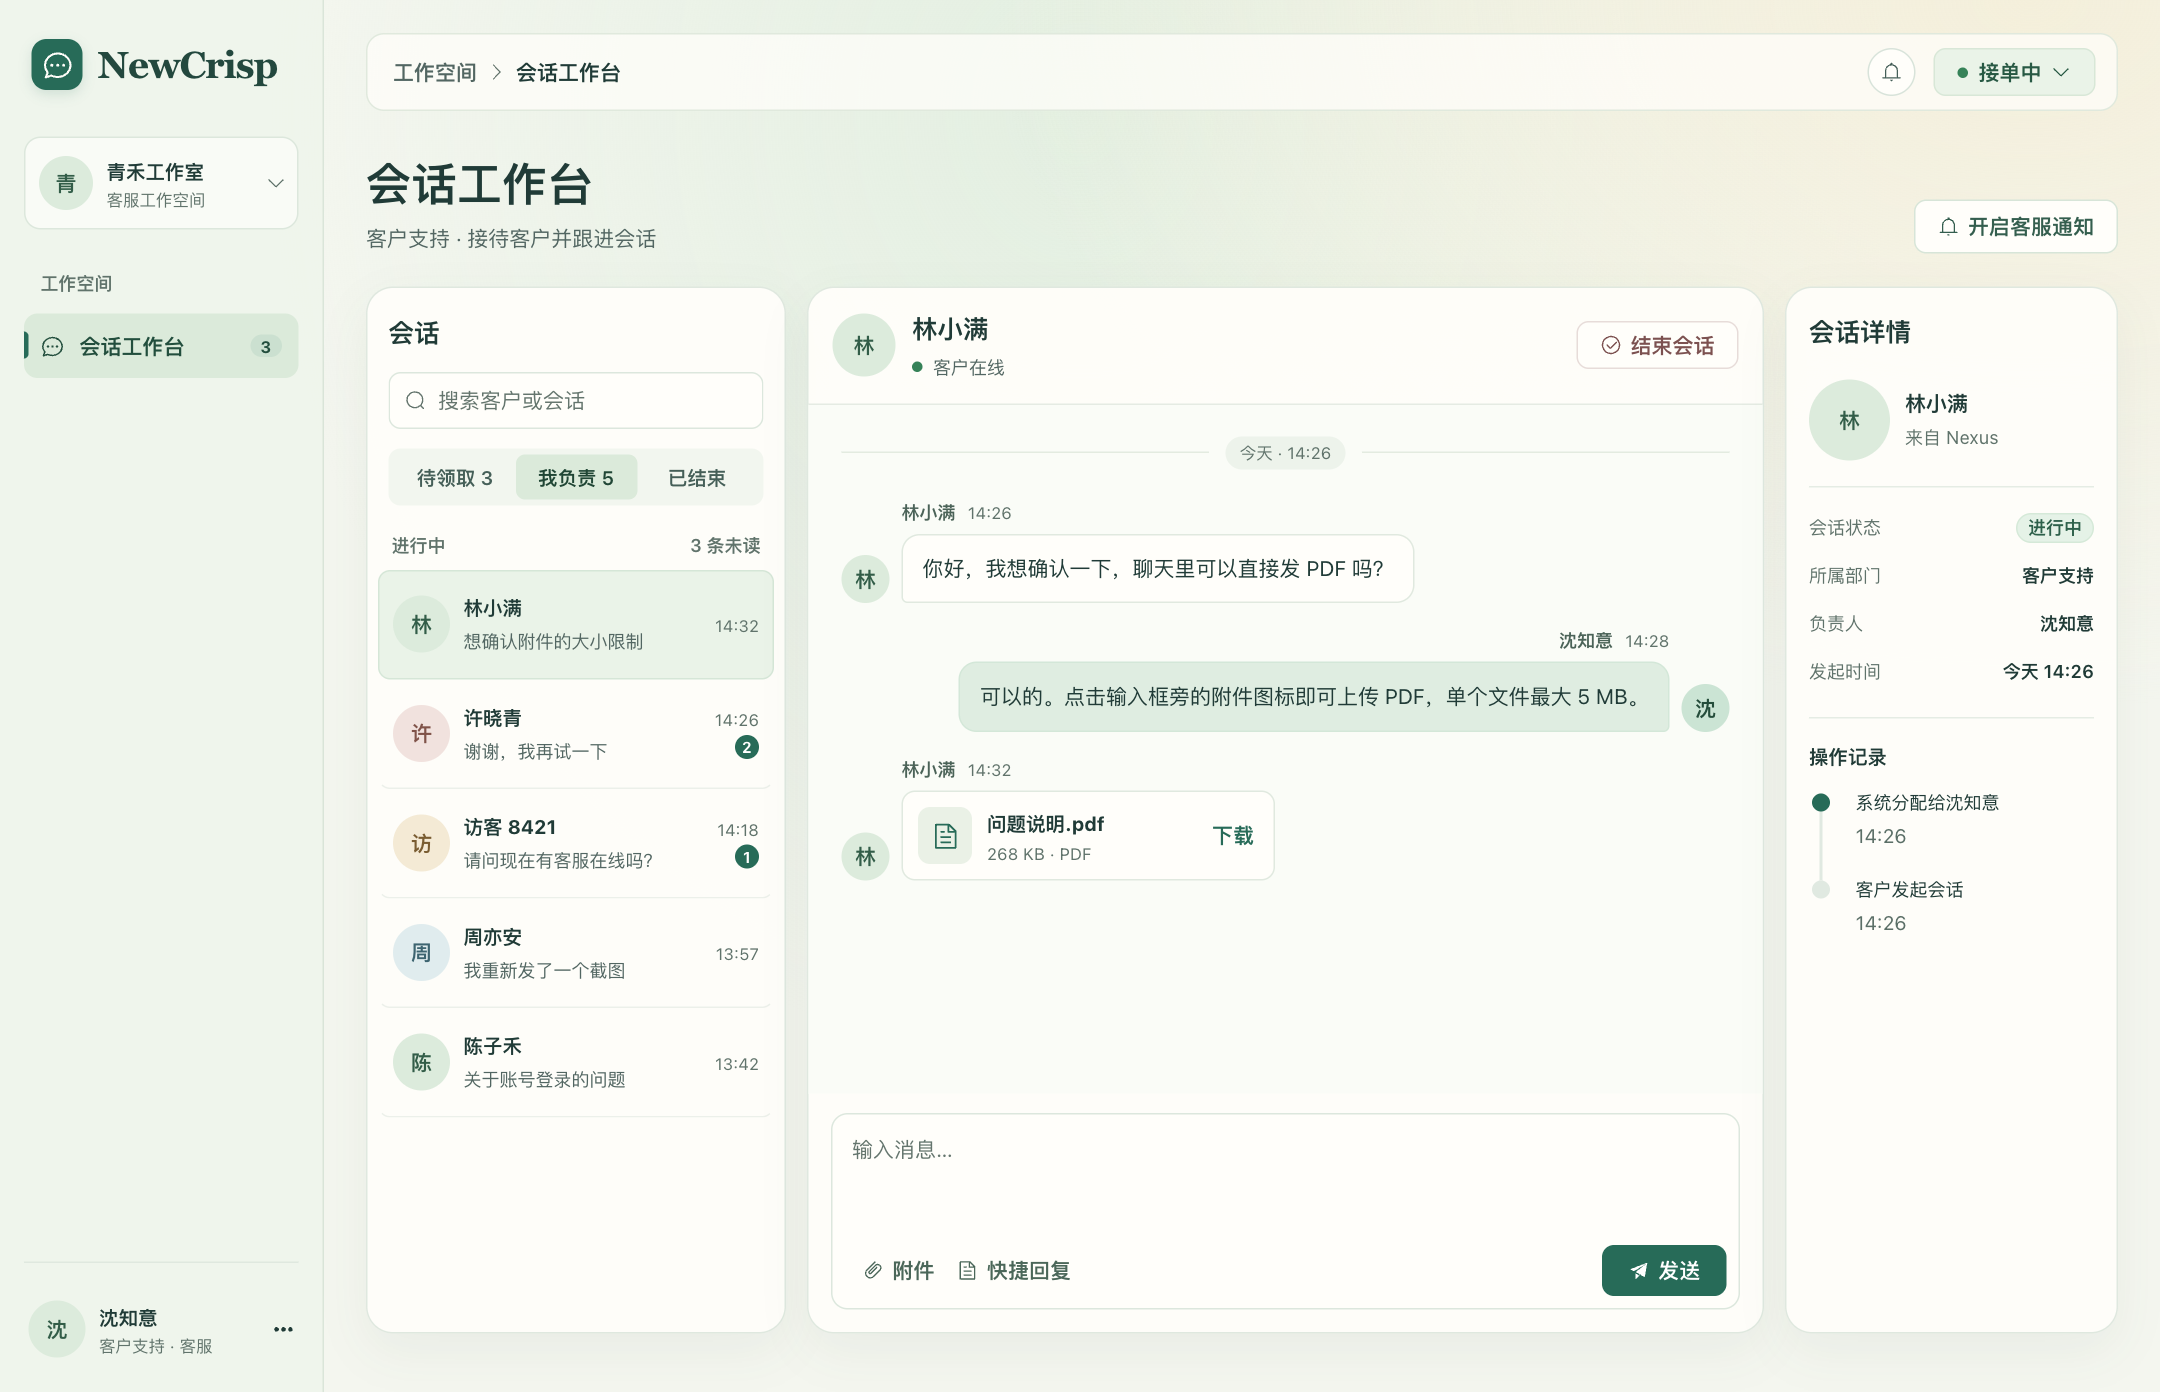 NewCrisp
青
青禾工作室
客服工作空间
工作空间
会话工作台
3
沈
沈知意
客户支持 · 客服
工作空间
会话工作台
接单中
会话工作台
客户支持 · 接待客户并跟进会话
开启客服通知
会话
搜索客户或会话
待领取 3
我负责 5
已结束
进行中
3 条未读
林
林小满
想确认附件的大小限制
14:32
许
许晓青
谢谢，我再试一下
14:26
2
访
访客 8421
请问现在有客服在线吗?
14:18
1
周
周亦安
我重新发了一个截图
13:57
陈
陈子禾
关于账号登录的问题
13:42
林
林小满
客户在线
结束会话
今天 · 14:26
林小满 14:26
林
你好，我想确认一下，聊天里可以直接发 PDF 吗?
沈知意 14:28
可以的。点击输入框旁的附件图标即可上传 PDF，单个文件最大 5 MB。
沈
林小满 14:32
林
问题说明.pdf
268 KB · PDF
下载
输入消息...
附件
快捷回复
发送
会话详情
林
林小满
来自 Nexus
会话状态
进行中
所属部门
客户支持
负责人
沈知意
发起时间
今天 14:26
操作记录
系统分配给沈知意
14:26
客户发起会话
14:26